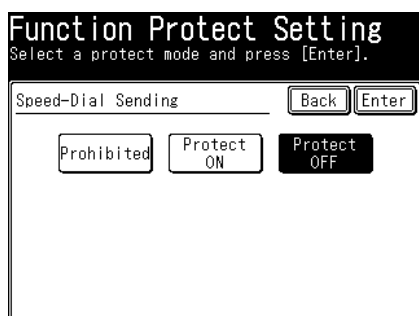 Function Protect Setting
Select a protect mode and press [Enter].
Speed-Dial Sending Back Enter
Prohibited Protect ON Protect OFF